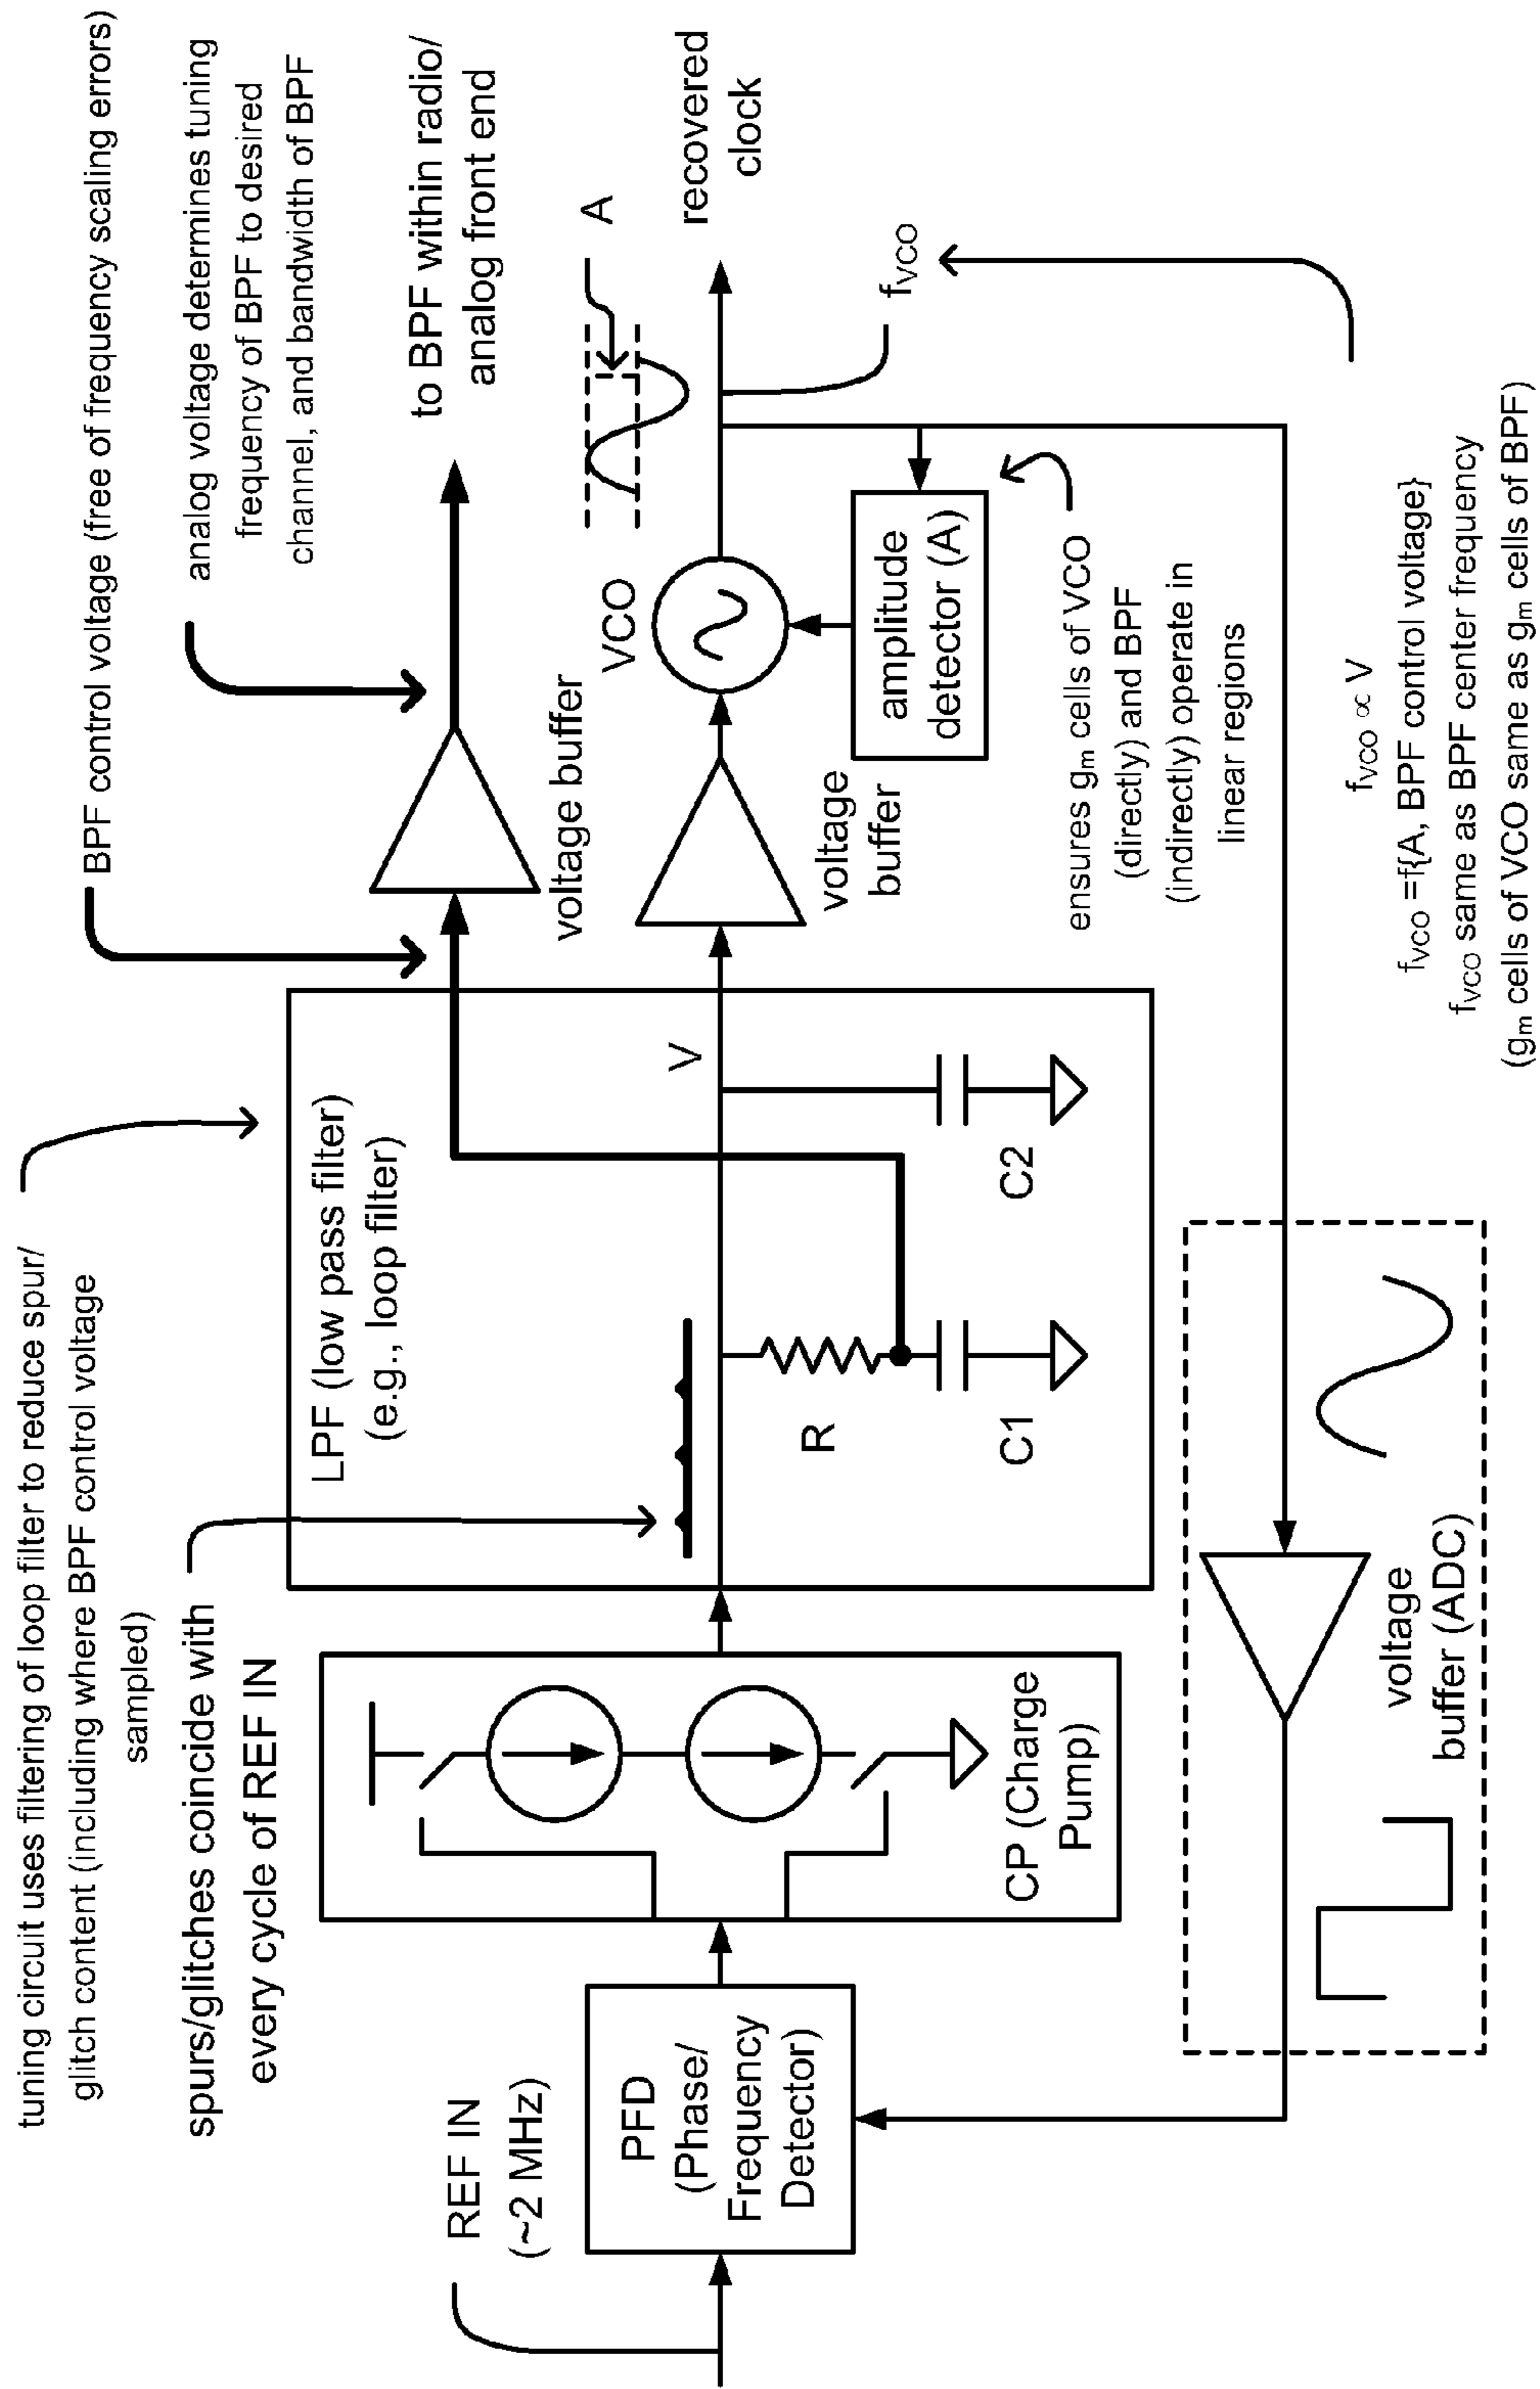 tuning circuit uses filtering of loop filter to reduce spur/
glitch content (including where BPF control voltage
sampled)
BPF control voltage (free of frequency scaling errors)
spurs/glitches coincide with
every cycle of REF IN
analog voltage determines tuning
frequency of BPF to desired
channel, and bandwidth of BPF
LPF (low pass filter)
(e.g., loop filter)
to BPF within radio/
analog front end
REF IN
(~2 MHz)
voltage buffer
A
VCO
PFD
(Phase/
Frequency
Detector)
V
recovered
clock
R
voltage
buffer
amplitude
detector (A)
fVCO
CP (Charge
Pump)
C1
C2
ensures gm cells of VCO
(directly) and BPF
(indirectly) operate in
linear regions
voltage
buffer (ADC)
fVCO ∝ V
fVCO =f{A, BPF control voltage}
fVCO same as BPF center frequency
(gm cells of VCO same as gm cells of BPF)